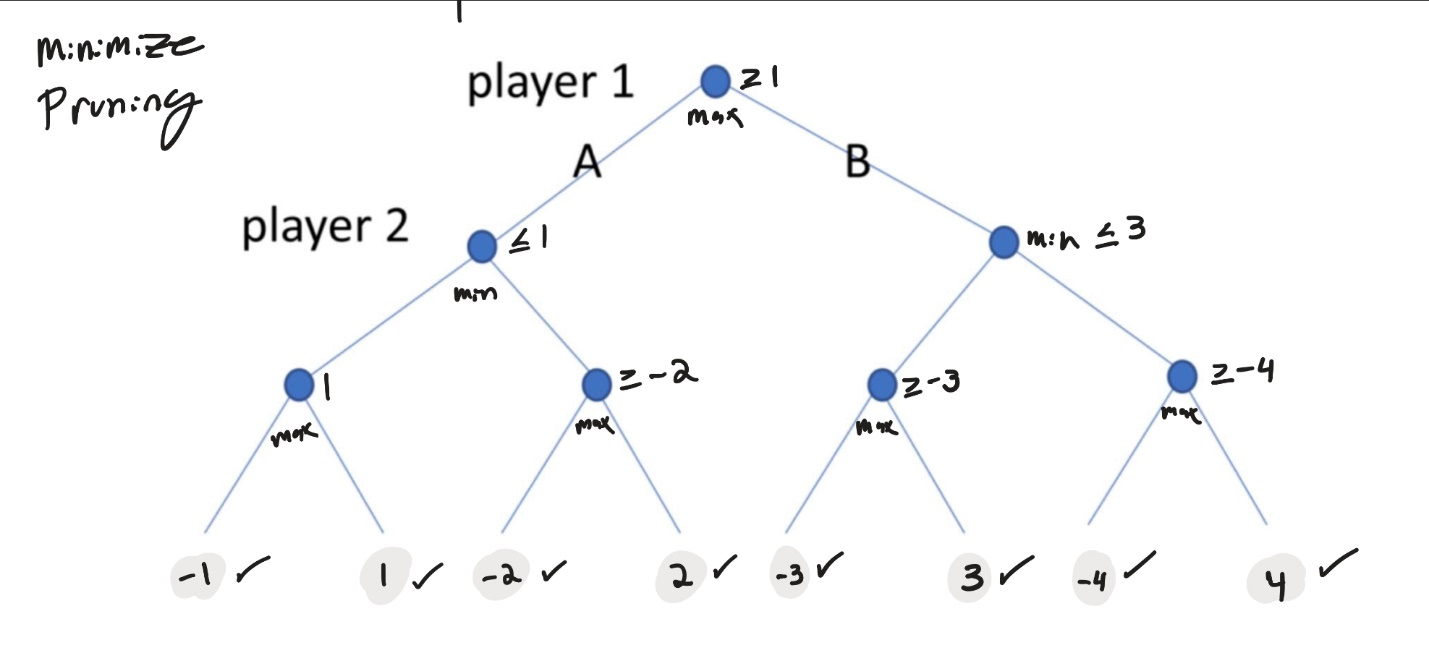 minimize
Pruning
player 1
≥1
max
A
B
player 2
≤1
min
min ≤3
1
max
≥-2
max
≥-3
max
≥-4
max
-1 ✓
1 ✓
-2 ✓
2 ✓
-3 ✓
3 ✓
-4 ✓
4 ✓